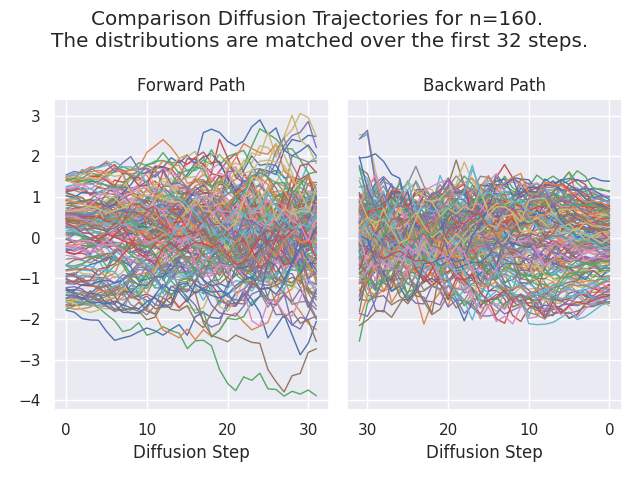 Comparison Diffusion Trajectories for n=160.
The distributions are matched over the first 32 steps.
Forward Path
Backward Path
3
2
1
0
−1
−2
−3
−4
0 10 20 30
30 20 10 0
Diffusion Step
Diffusion Step